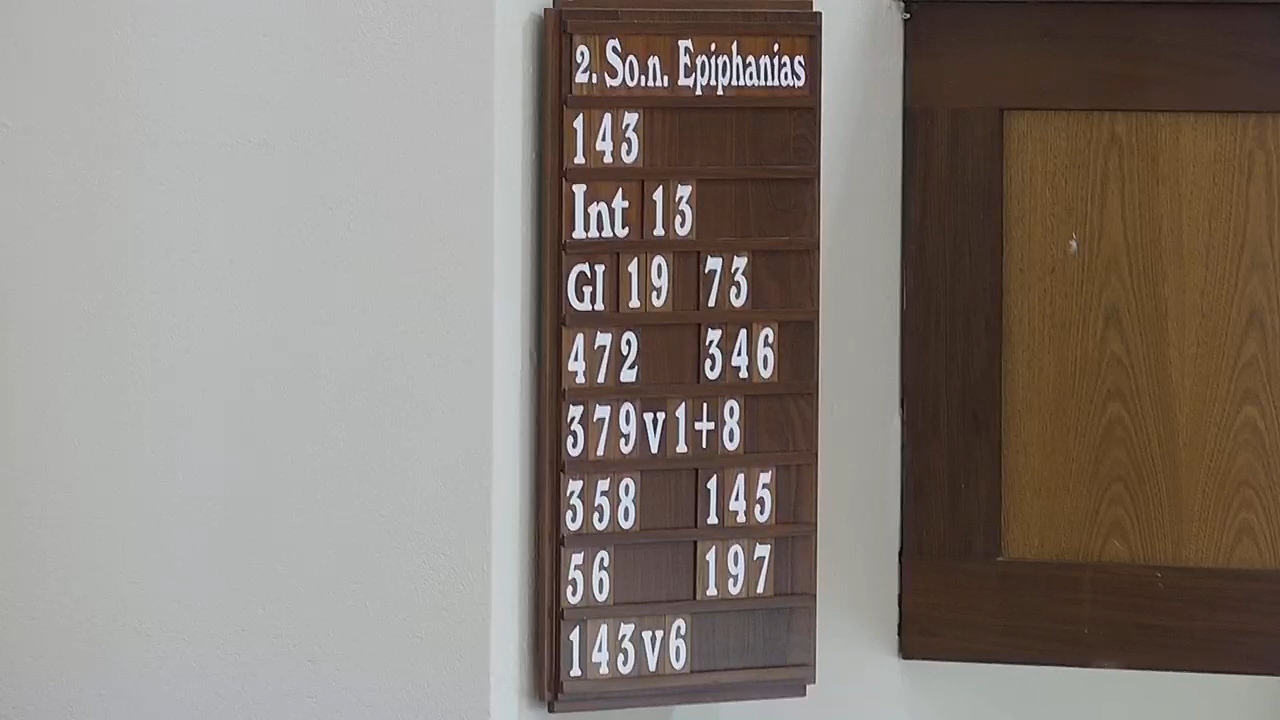 2. So.n. Epiphanias
143
Int 13
Gl 19 73
472 346
379v1+8
358 145
56 197
143v6